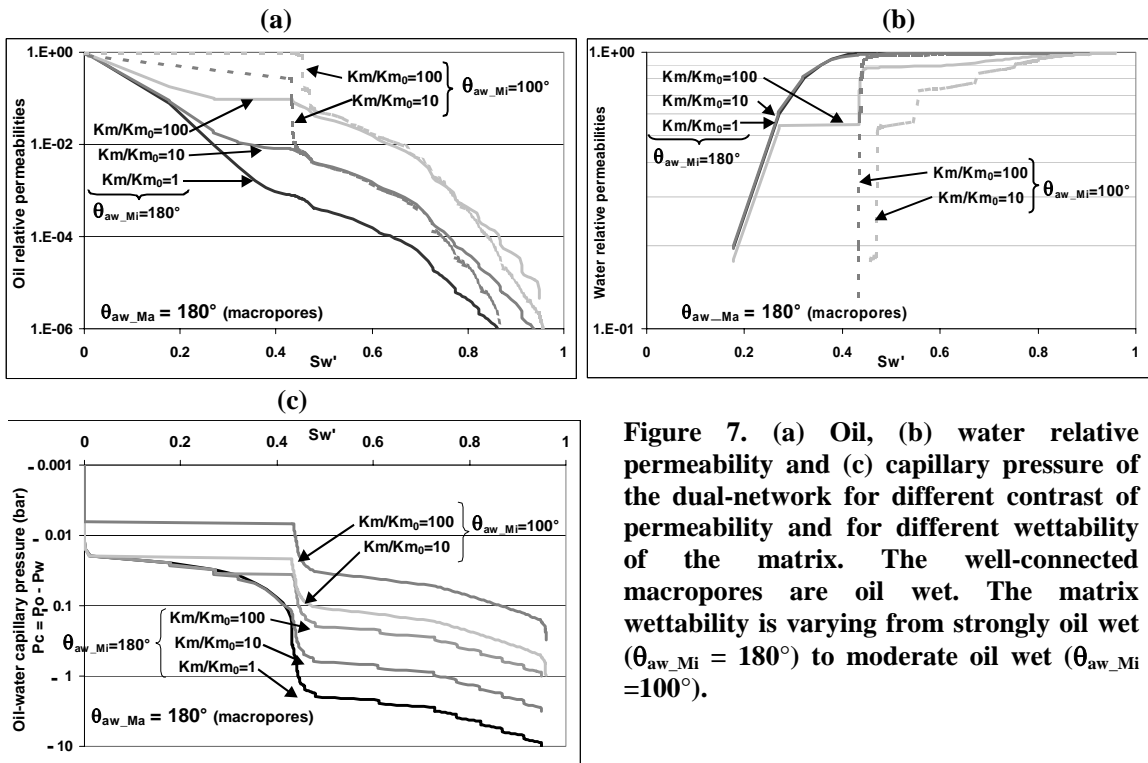 (a)
Oil relative permeabilities
1.E+00
1.E-02
1.E-04
1.E-06
Km/Km0=100
Km/Km0=10
θaw_Mi=100°
Km/Km0=100
Km/Km0=10
Km/Km0=1
θaw_Mi=180°
θaw_Ma = 180° (macropores)
0
0.2
0.4
0.6
0.8
1
Sw'
(b)
Water relative permeabilities
1.E+00
1.E-01
Km/Km0=100
Km/Km0=10
Km/Km0=1
θaw_Mi=180°
Km/Km0=100
Km/Km0=10
θaw_Mi=100°
θaw_Ma = 180° (macropores)
0
0.2
0.4
0.6
0.8
1
Sw'
(c)
Sw'
0
0.2
0.4
0.6
0.8
1
Oil-water capillary pressure (bar)
Pc = Po - Pw
- 0.001
- 0.01
- 0.1
- 1
- 10
Km/Km0=100
Km/Km0=10
θaw_Mi=100°
Km/Km0=100
Km/Km0=10
Km/Km0=1
θaw_Mi=180°
θaw_Ma = 180° (macropores)
Figure 7. (a) Oil, (b) water relative
permeability and (c) capillary pressure of
the dual-network for different contrast of
permeability and for different wettability
of the matrix. The well-connected
macropores are oil wet. The matrix
wettability is varying from strongly oil wet
(θaw_Mi = 180°) to moderate oil wet (θaw_Mi
=100°).